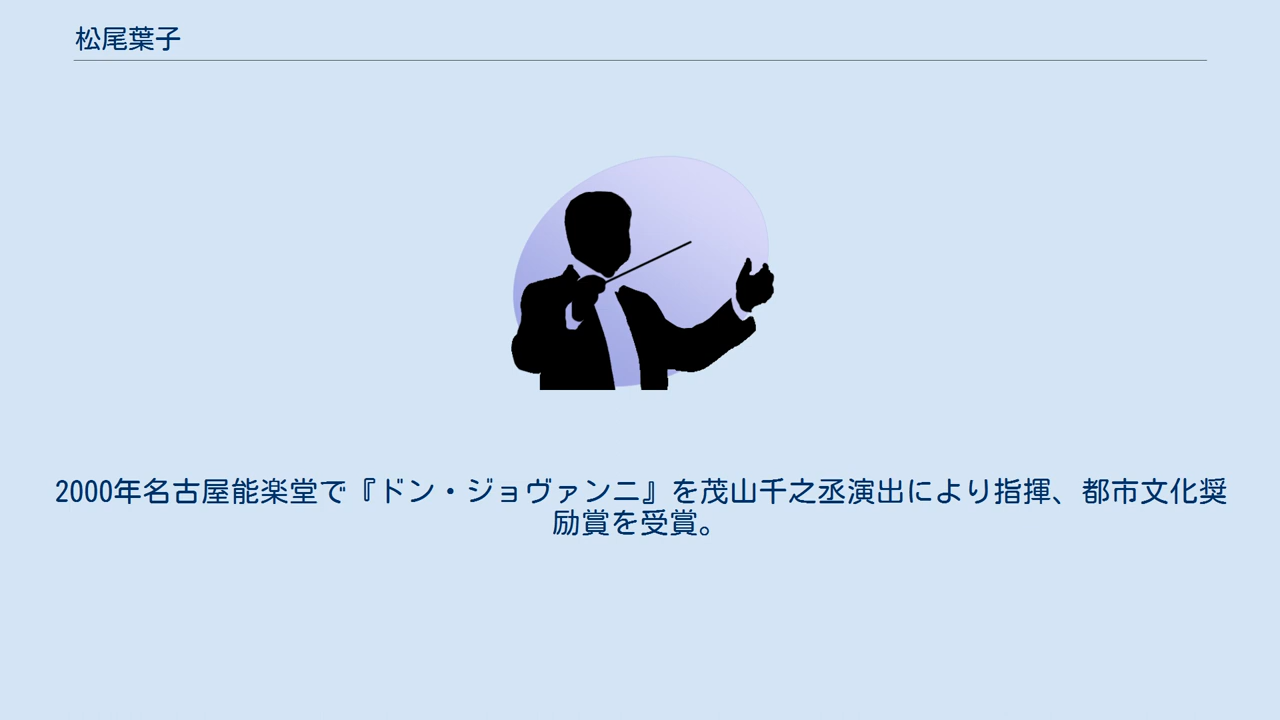 松尾葉子
2000年名古屋能楽堂で『ドン・ジョヴァンニ』を茂山千之丞演出により指揮、都市文化奨
励賞を受賞。